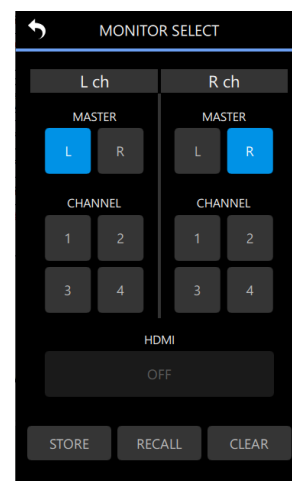 MONITOR SELECT
L ch R ch
MASTER MASTER
L R L R
CHANNEL CHANNEL
1 2 1 2
3 4 3 4
HDMI
OFF
STORE RECALL CLEAR